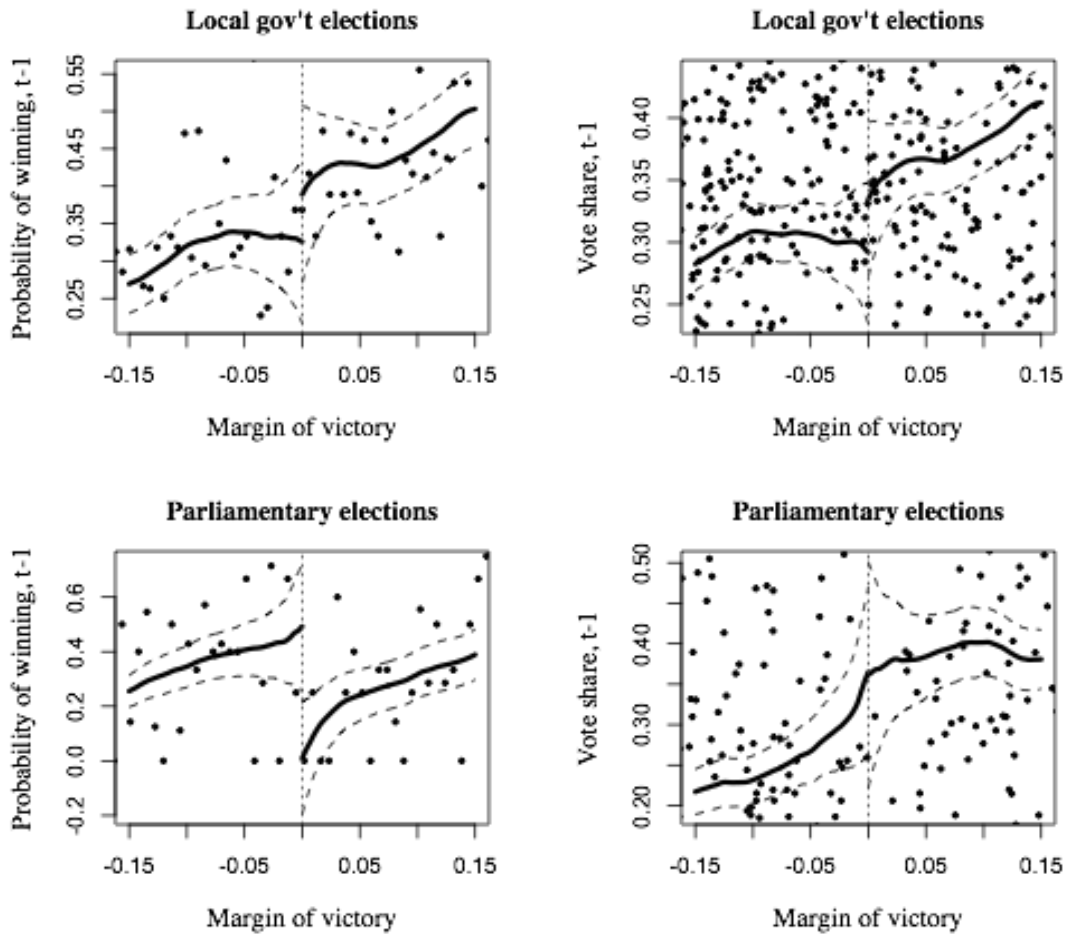 Local gov't elections
Probability of winning, t-1
0.25 0.35 0.45 0.55
-0.15 -0.05 0.05 0.15
Margin of victory
Local gov't elections
Vote share, t-1
0.25 0.30 0.35 0.40
-0.15 -0.05 0.05 0.15
Margin of victory
Parliamentary elections
Probability of winning, t-1
-0.2 0.0 0.2 0.4 0.6
-0.15 -0.05 0.05 0.15
Margin of victory
Parliamentary elections
Vote share, t-1
0.20 0.30 0.40 0.50
-0.15 -0.05 0.05 0.15
Margin of victory